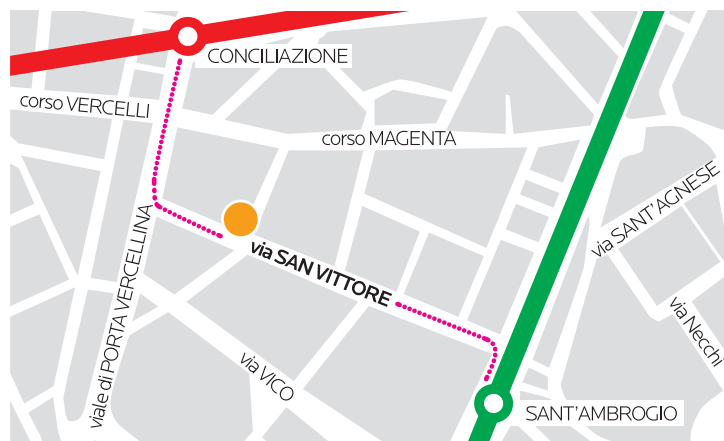 CONCILIAZIONE
corso VERCELLI
corso MAGENTA
via SANT'AGNESE
viale di PORTA VERCELLINA
via SAN VITTORE
via Necchi
via VICO
SANT'AMBROGIO